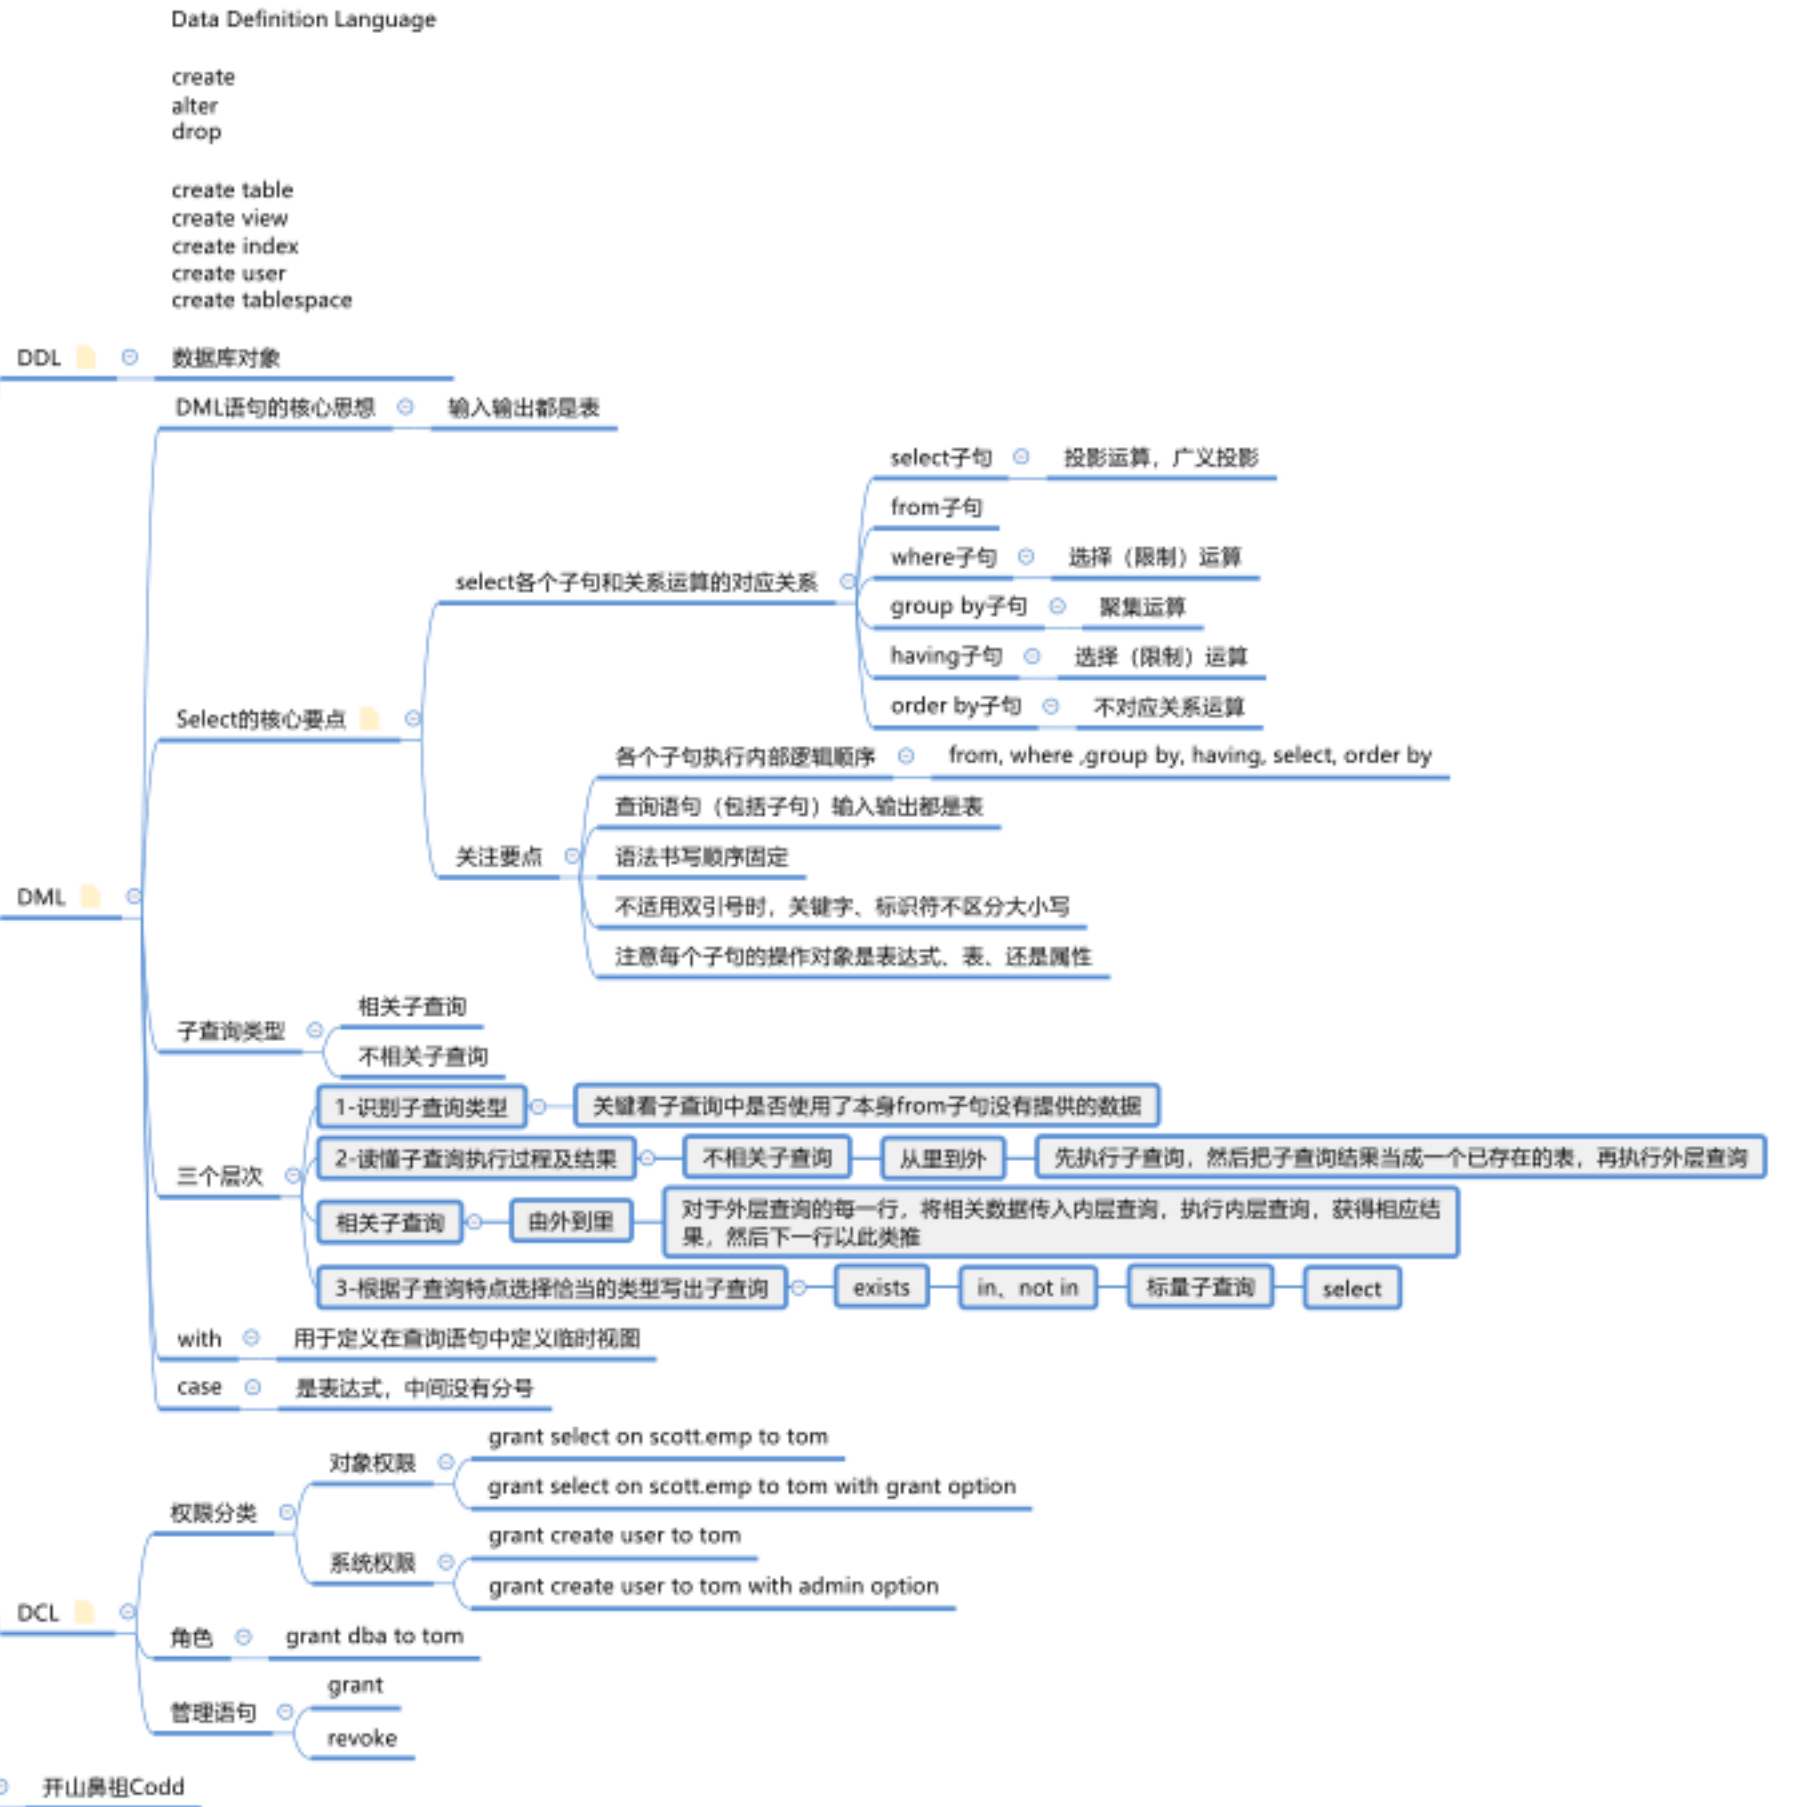 Data Definition Language
create
alter
drop
create table
create view
create index
create user
create tablespace
DDL
数据库对象
DML语句的核心思想
输入输出都是表
select子句
投影运算，广义投影
from子句
where子句
选择（限制）运算
select各个子句和关系运算的对应关系
group by子句
聚集运算
having子句
选择（限制）运算
order by子句
不对应关系运算
Select的核心要点
各个子句执行内部逻辑顺序
from, where ,group by, having, select, order by
查询语句（包括子句）输入输出都是表
关注要点
语法书写顺序固定
DML
不适用双引号时，关键字、标识符不区分大小写
注意每个子句的操作对象是表达式、表、还是属性
相关子查询
子查询类型
不相关子查询
1-识别子查询类型
关键看子查询中是否使用了本身from子句没有提供的数据
2-读懂子查询执行过程及结果
不相关子查询
从里到外
先执行子查询，然后把子查询结果当成一个已存在的表，再执行外层查询
三个层次
相关子查询
由外到里
对于外层查询的每一行，将相关数据传入内层查询，执行内层查询，获得相应结
果，然后下一行以此类推
3-根据子查询特点选择恰当的类型写出子查询
exists
in、not in
标量子查询
select
with
用于定义在查询语句中定义临时视图
case
是表达式，中间没有分号
grant select on scott.emp to tom
对象权限
grant select on scott.emp to tom with grant option
权限分类
grant create user to tom
系统权限
grant create user to tom with admin option
DCL
角色
grant dba to tom
grant
管理语句
revoke
开山鼻祖Codd